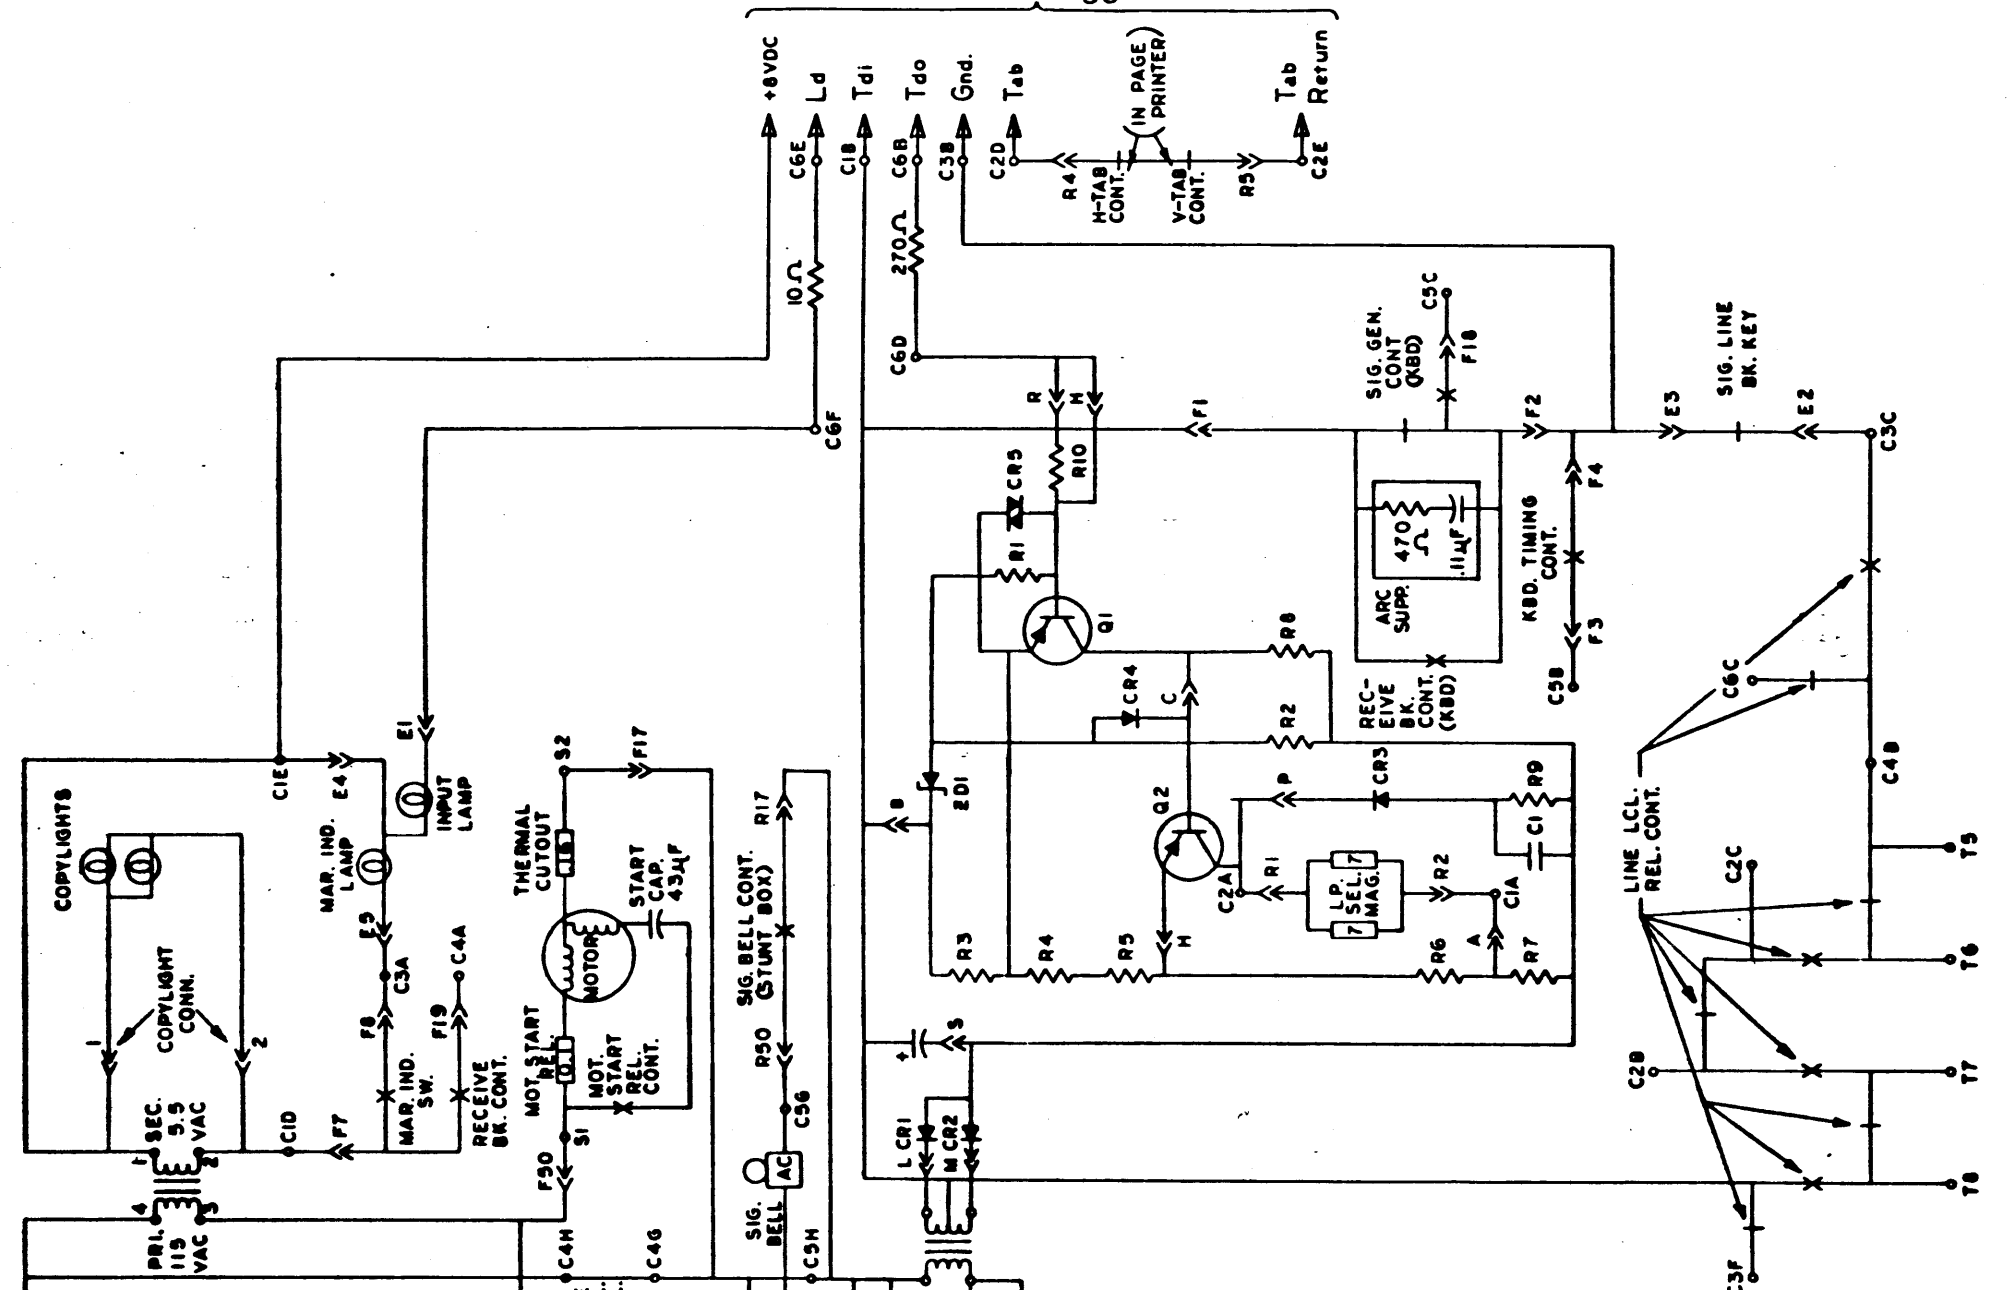 +8VDC
Ld
Tdi
Tdo
Gnd.
Tab
Tab
Return
(IN PAGE
PRINTER)
C6E
C1B
C6B
C3B
C2D
C2E
R4
H-TAB
CONT.
V-TAB
CONT.
R5
10Ω
270Ω
C6D
C6F
R
H
R10
CR5
R1
Q1
F1
SIG. GEN.
CONT
(KBD)
C5C
F18
F2
E3
SIG. LINE
BK. KEY
E2
C3C
F4
KBD. TIMING
CONT.
F3
C5B
470
Ω
.11µF
ARC
SUPP.
REC-
EIVE
BK.
CONT.
(KBD)
R8
CR4
C
R2
ZD1
B
Q2
P
CR3
R9
C1
C2A
R1
L.P.
SEL.
MAG.
7
7
R2
C1A
A
R3
R4
R5
H
R6
R7
+
S
L CR1
M CR2
LINE LCL.
REL. CONT.
C6C
C4B
C2C
C2B
C3F
T5
T6
T7
T8
COPYLIGHTS
C1E
E4
E1
INPUT
LAMP
MAR. IND.
LAMP
E5
C3A
C4A
F8
F19
MAR. IND.
SW.
RECEIVE
BK. CONT.
COPYLIGHT
CONN.
1
2
SEC.
5.5
VAC
1
2
C1D
F7
PRI.
115
VAC
4
3
THERMAL
CUTOUT
S2
F17
START
CAP.
43µF
MOTOR
MOT. START
REL.
MOT.
START
REL.
CONT.
S1
F50
C4H
C4G
SIG. BELL CONT.
(STUNT BOX)
R17
R50
C5G
AC
SIG.
BELL
C5H